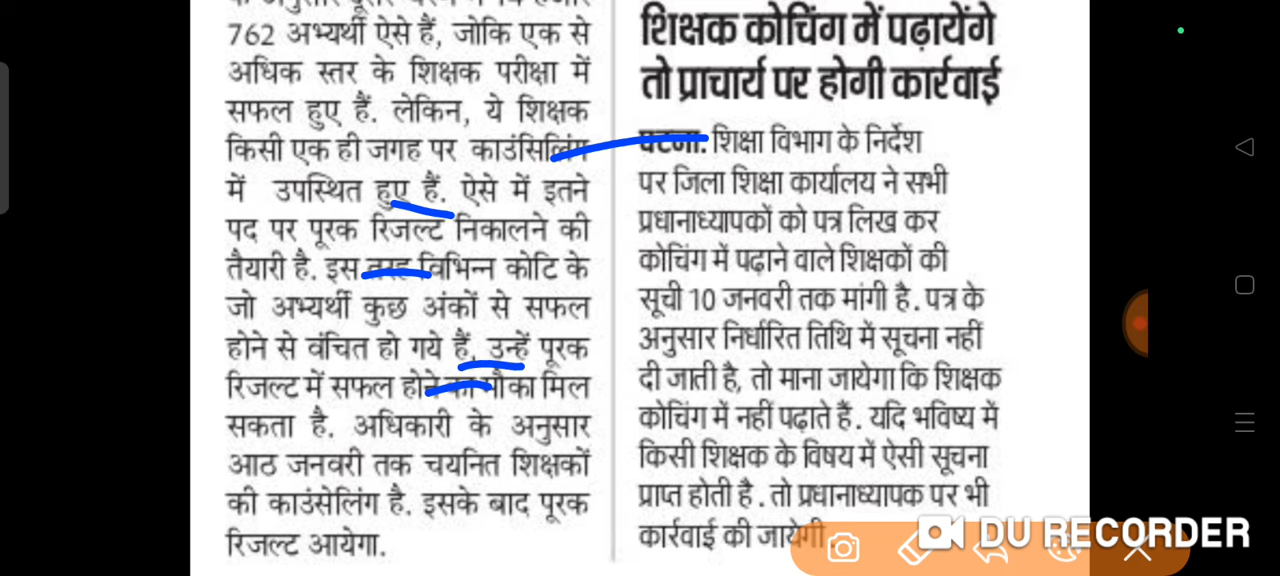 762 अभ्यर्थी ऐसे हैं, जोकि एक से
अधिक स्तर के शिक्षक परीक्षा में
सफल हुए हैं. लेकिन, ये शिक्षक
किसी एक ही जगह पर काउंसिलिंग
में उपस्थित हुए हैं. ऐसे में इतने
पद पर पूरक रिजल्ट निकालने की
तैयारी है. इस तरह विभिन्न कोटि के
जो अभ्यर्थी कुछ अंकों से सफल
होने से वंचित हो गये हैं, उन्हें पूरक
रिजल्ट में सफल होने का मौका मिल
सकता है. अधिकारी के अनुसार
आठ जनवरी तक चयनित शिक्षकों
की काउंसेलिंग है. इसके बाद पूरक
रिजल्ट आयेगा.
शिक्षक कोचिंग में पढ़ायेंगे
तो प्राचार्य पर होगी कार्रवाई
पटना. शिक्षा विभाग के निर्देश
पर जिला शिक्षा कार्यालय ने सभी
प्रधानाध्यापकों को पत्र लिख कर
कोचिंग में पढ़ाने वाले शिक्षकों की
सूची 10 जनवरी तक मांगी है. पत्र के
अनुसार निर्धारित तिथि में सूचना नहीं
दी जाती है, तो माना जायेगा कि शिक्षक
कोचिंग में नहीं पढ़ाते हैं. यदि भविष्य में
किसी शिक्षक के विषय में ऐसी सूचना
प्राप्त होती है. तो प्रधानाध्यापक पर भी
कार्रवाई की जायेगी.
DU RECORDER